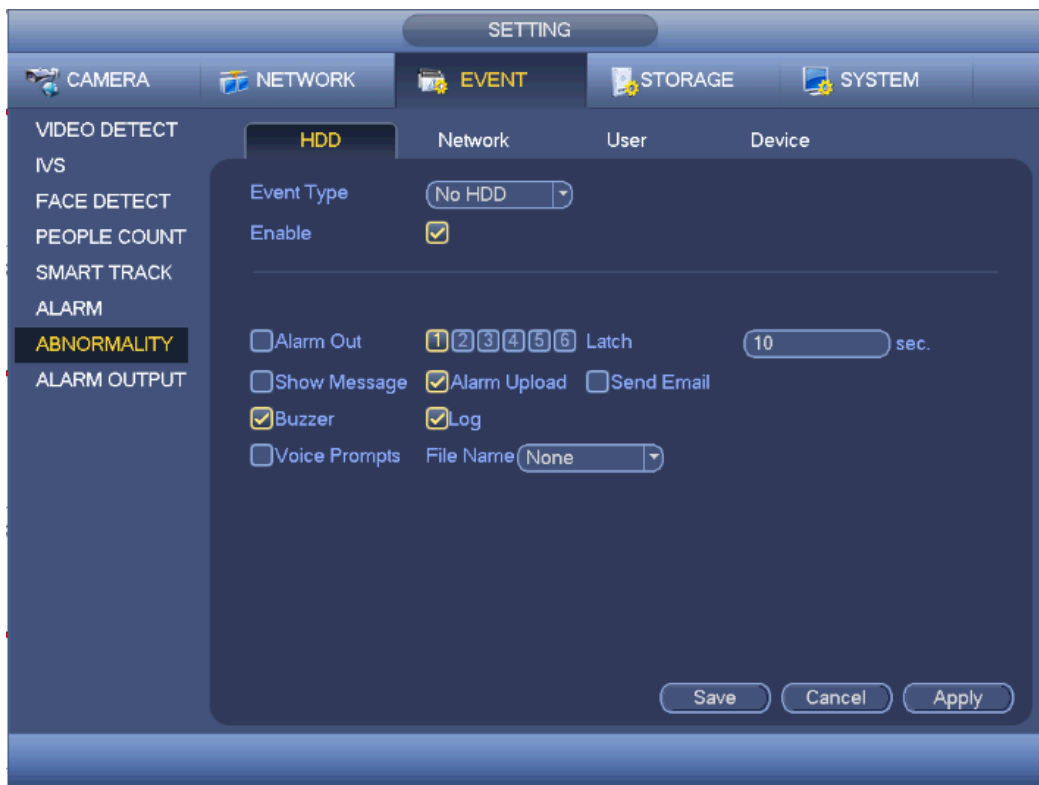 SETTING
CAMERA NETWORK EVENT STORAGE SYSTEM
VIDEO DETECT
IVS
FACE DETECT
PEOPLE COUNT
SMART TRACK
ALARM
ABNORMALITY
ALARM OUTPUT
HDD Network User Device
Event Type No HDD
Enable
Alarm Out 1 2 3 4 5 6 Latch 10 sec.
Show Message Alarm Upload Send Email
Buzzer Log
Voice Prompts File Name None
Save Cancel Apply